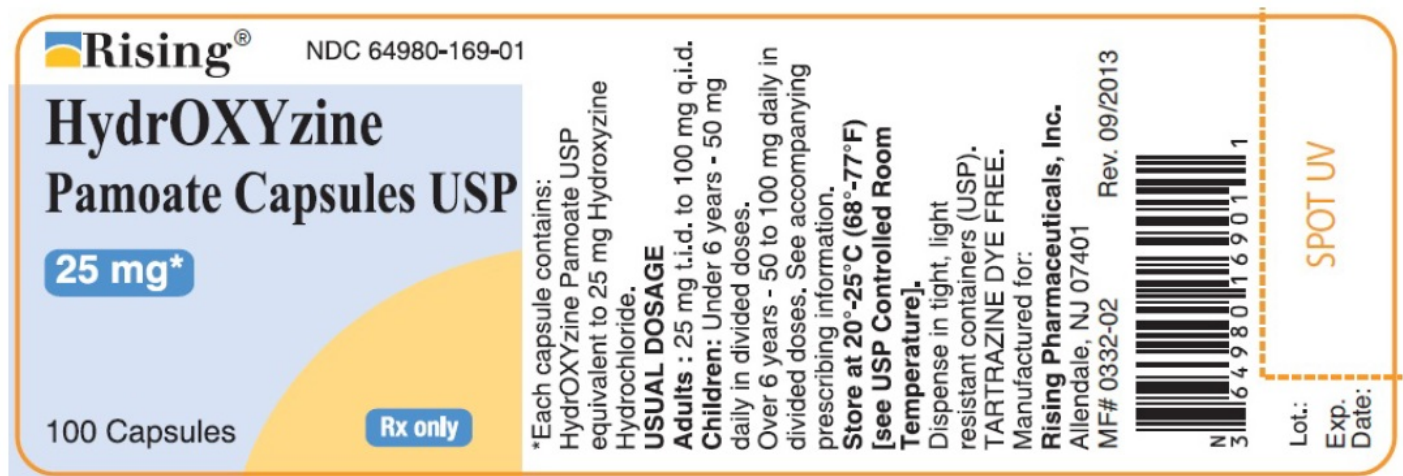 Rising®
NDC 64980-169-01
HydrOXYzine
Pamoate Capsules USP
25 mg*
100 Capsules
Rx only
*Each capsule contains:
HydrOXYzine Pamoate USP
equivalent to 25 mg Hydroxyzine
Hydrochloride.
USUAL DOSAGE
Adults : 25 mg t.i.d. to 100 mg q.i.d.
Children: Under 6 years - 50 mg
daily in divided doses.
Over 6 years - 50 to 100 mg daily in
divided doses. See accompanying
prescribing information.
Store at 20°-25°C (68°-77°F)
[see USP Controlled Room
Temperature].
Dispense in tight, light
resistant containers (USP).
TARTRAZINE DYE FREE.
Manufactured for:
Rising Pharmaceuticals, Inc.
Allendale, NJ 07401
MF# 0332-02 Rev. 09/2013
N
3 64980 16901 1
SPOT UV
Lot.:
Exp.
Date: